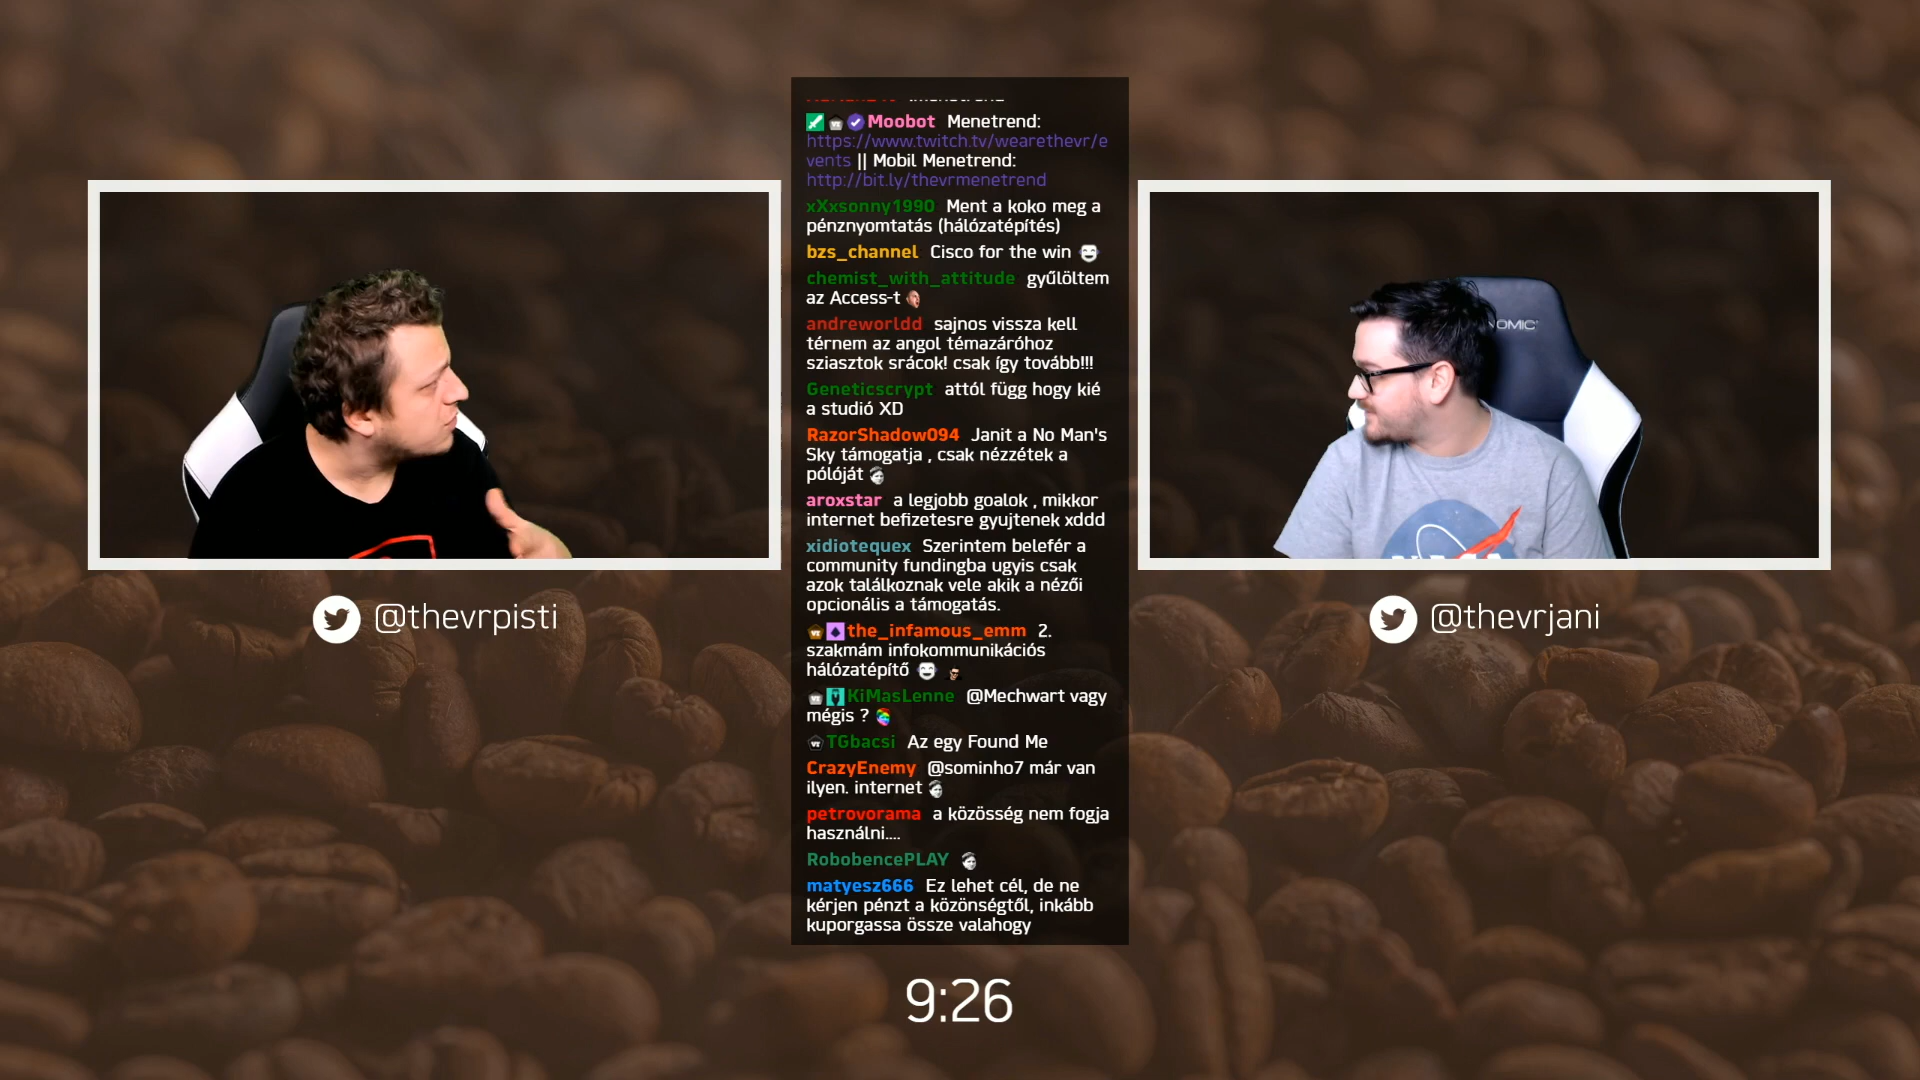 Moobot Menetrend:
https://www.twitch.tv/wearethevr/e
vents || Mobil Menetrend:
http://bit.ly/thevrmenetrend
xXxsonny1990 Ment a koko meg a
pénznyomtatás (hálózatépítés)
bzs_channel Cisco for the win
chemist_with_attitude gyűlöltem
az Access-t
andreworldd sajnos vissza kell
térnem az angol témazáróhoz
sziasztok srácok! csak így tovább!!!
Geneticscrypt attól függ hogy kié
a studió XD
RazorShadow094 Janit a No Man's
Sky támogatja , csak nézzétek a
pólóját
aroxstar a legjobb goalok , mikkor
internet befizetesre gyujtenek xddd
xidiotequex Szerintem belefér a
community fundingba ugyis csak
azok találkoznak vele akik a nézői
opcionális a támogatás.
the_infamous_emm 2.
szakmám infokommunikációs
hálózatépítő
KiMasLenne @Mechwart vagy
mégis ?
TGbacsi Az egy Found Me
CrazyEnemy @sominho7 már van
ilyen. internet
petrovorama a közösség nem fogja
használni....
RobobencePLAY
matyesz666 Ez lehet cél, de ne
kérjen pénzt a közönségtől, inkább
kuporgassa össze valahogy
@thevrpisti
@thevrjani
9:26